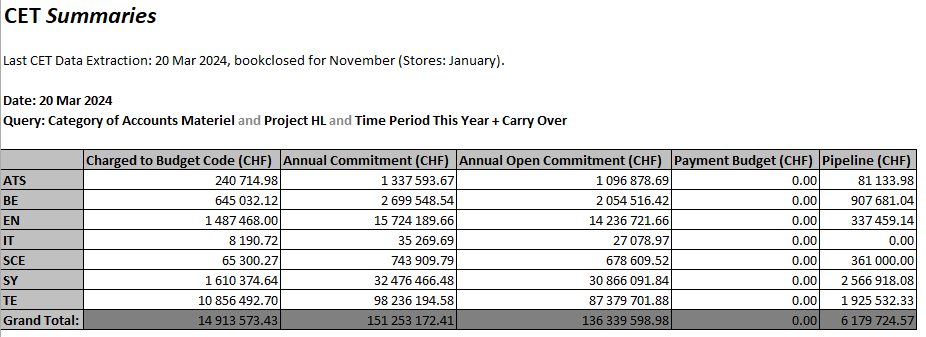 CET Summaries
Last CET Data Extraction: 20 Mar 2024, bookclosed for November (Stores: January).
Date: 20 Mar 2024
Query: Category of Accounts Materiel and Project HL and Time Period This Year + Carry Over
Charged to Budget Code (CHF) Annual Commitment (CHF) Annual Open Commitment (CHF) Payment Budget (CHF) Pipeline (CHF)
ATS 240 714.98 1 337 593.67 1 096 878.69 0.00 81 133.98
BE 645 032.12 2 699 548.54 2 054 516.42 0.00 907 681.04
EN 1 487 468.00 15 724 189.66 14 236 721.66 0.00 337 459.14
IT 8 190.72 35 269.69 27 078.97 0.00 0.00
SCE 65 300.27 743 909.79 678 609.52 0.00 361 000.00
SY 1 610 374.64 32 476 466.48 30 866 091.84 0.00 2 566 918.08
TE 10 856 492.70 98 236 194.58 87 379 701.88 0.00 1 925 532.33
Grand Total: 14 913 573.43 151 253 172.41 136 339 598.98 0.00 6 179 724.57